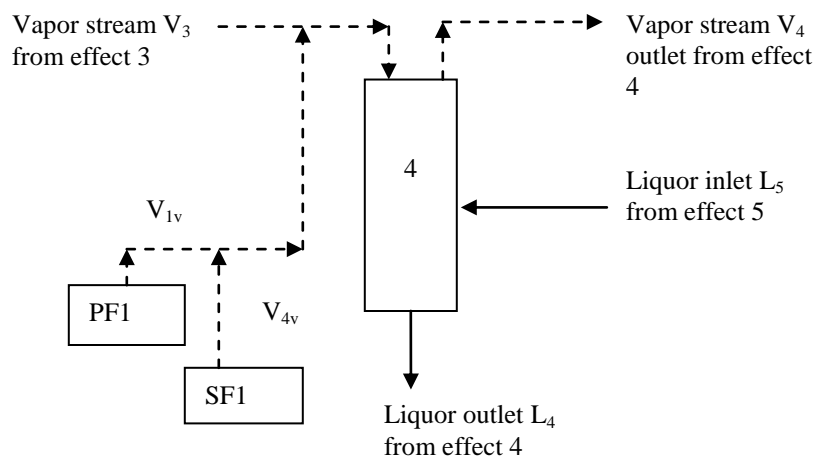 Vapor stream V₃
from effect 3
Vapor stream V₄
outlet from effect
4
4
Liquor inlet L₅
from effect 5
V₁ᵥ
PF1
V₄ᵥ
SF1
Liquor outlet L₄
from effect 4